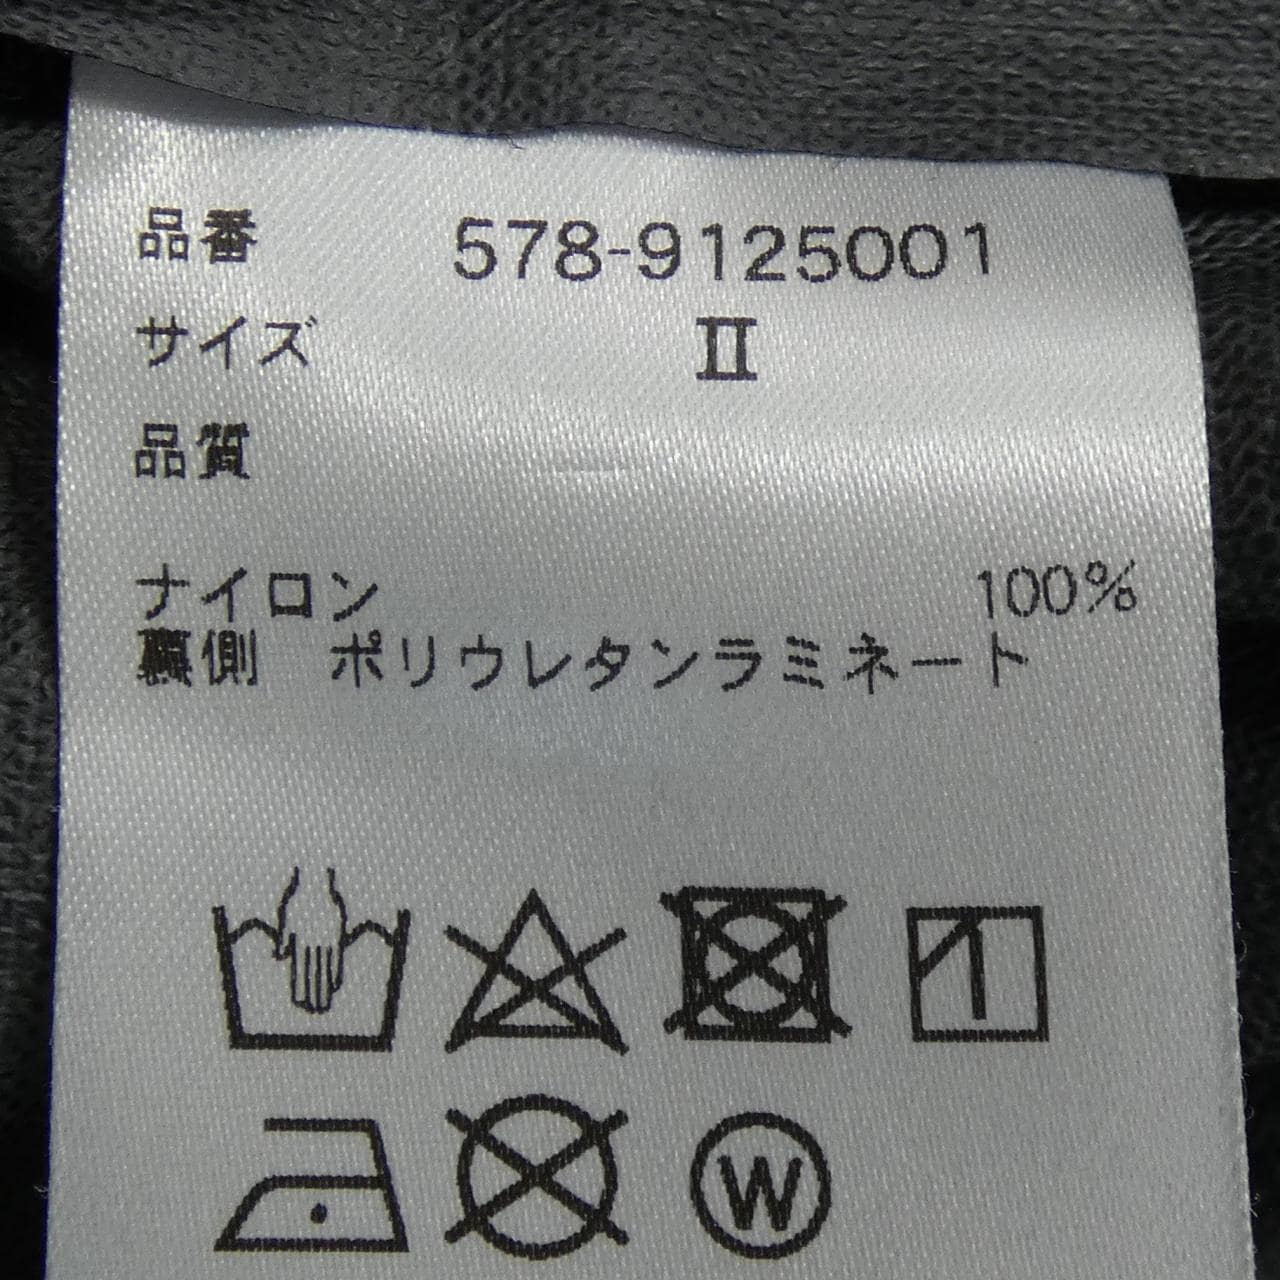 品番 578-9125001
サイズ II
品質
ナイロン 100%
裏側 ポリウレタンラミネート
W